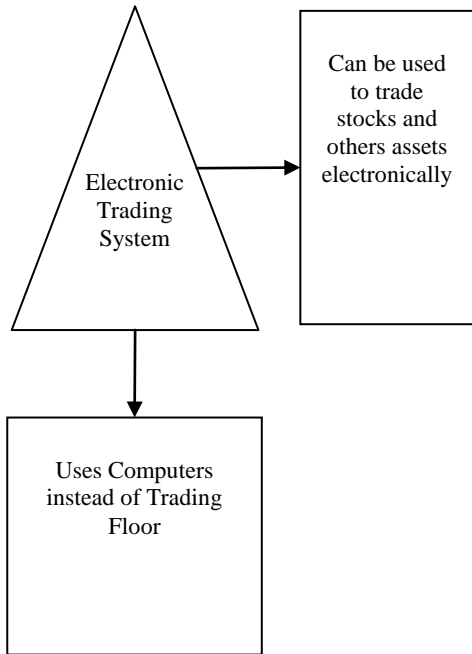 Can be used
to trade
stocks and
others assets
electronically
Electronic
Trading
System
Uses Computers
instead of Trading
Floor